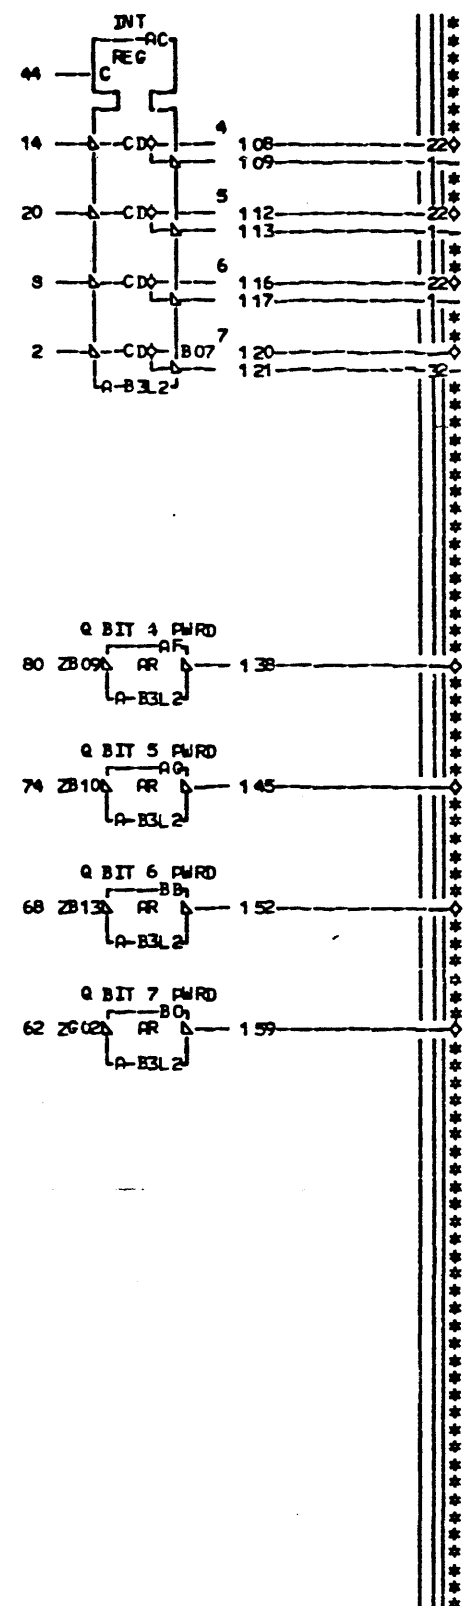 INT
AC
REG
44 C
4
14 CD 108 22
109 1
5
20 CD 112 22
113 1
6
8 CD 116 22
117 1
7
2 CD B07 120
121 32
A-B3L2
Q BIT 4 PWRD
AF
80 ZB09 AR 138
A-B3L2
Q BIT 5 PWRD
AG
74 ZB10 AR 145
A-B3L2
Q BIT 6 PWRD
BB
68 ZB13 AR 152
A-B3L2
Q BIT 7 PWRD
62 ZG02 AR 159
A-B3L2